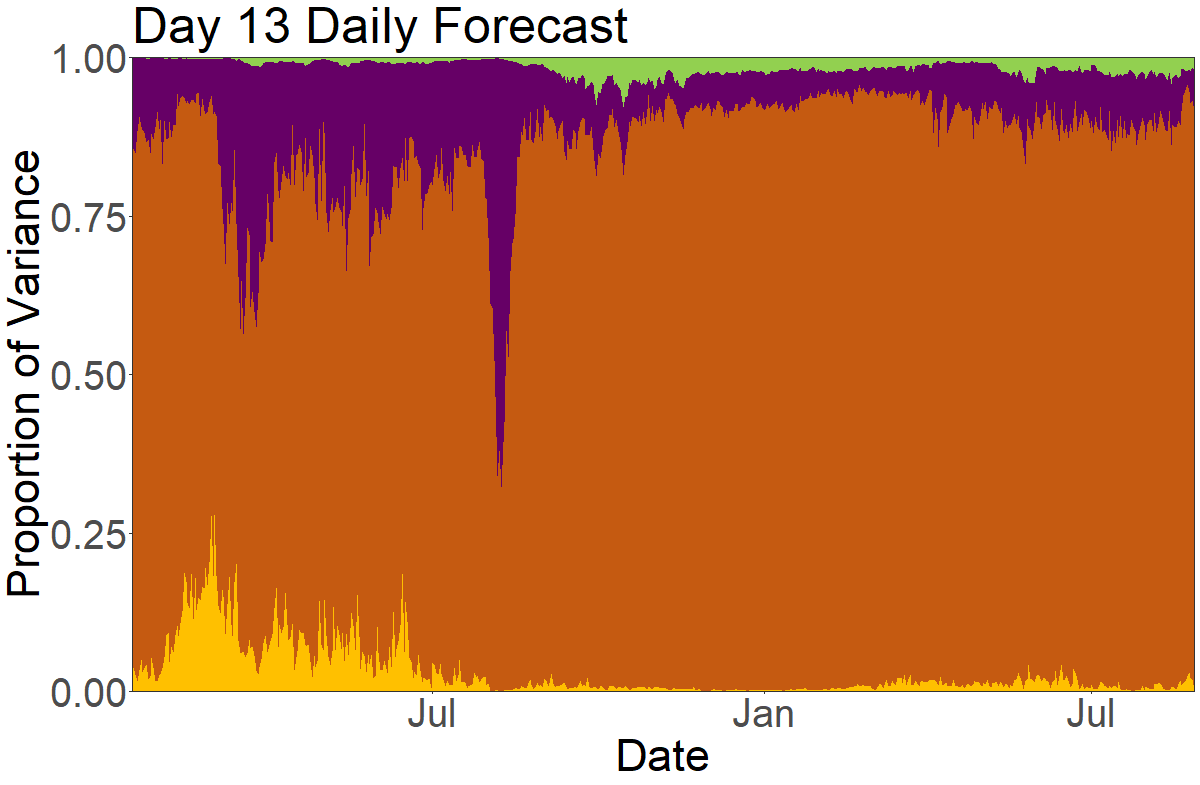 Day 13 Daily Forecast
Proportion of Variance
1.00
0.75
0.50
0.25
0.00
Jul
Jan
Jul
Date